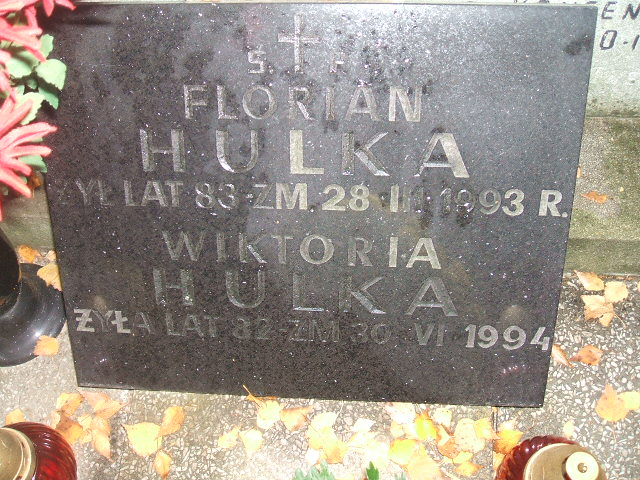 Ś. P.
FLORIAN
HULKA
ŻYŁ LAT 83 ZM. 28 III 1993 R.
WIKTORIA
HULKA
ŻYŁA LAT 82 ZM 30 VI 1994